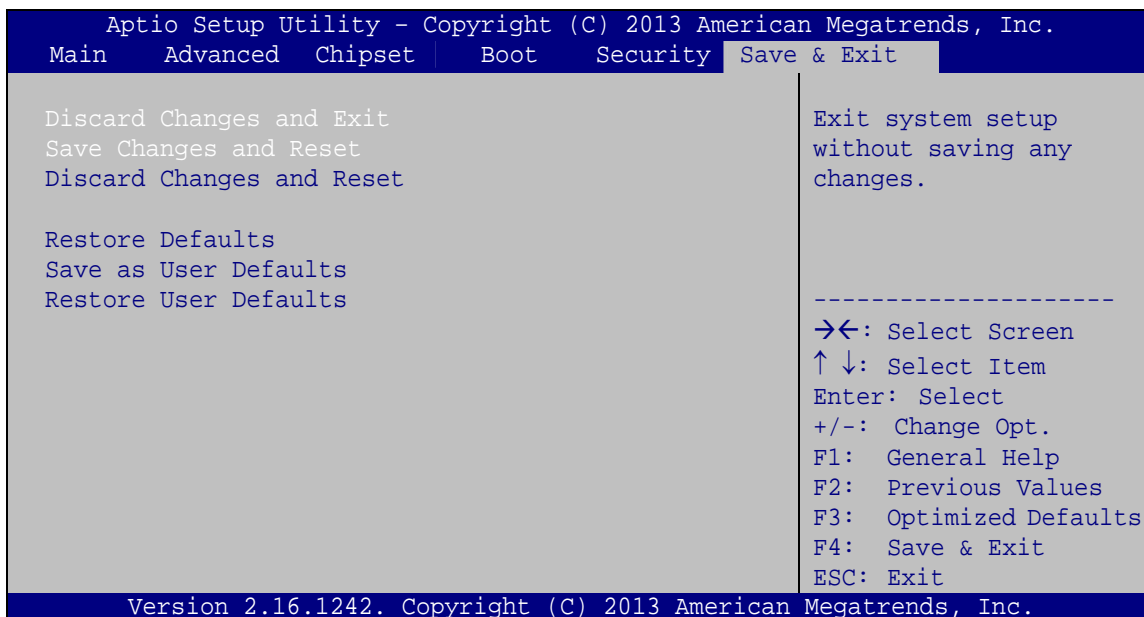 Aptio Setup Utility – Copyright (C) 2013 American Megatrends, Inc.
Main Advanced Chipset Boot Security Save & Exit
Discard Changes and Exit
Save Changes and Reset
Discard Changes and Reset
Restore Defaults
Save as User Defaults
Restore User Defaults
Exit system setup
without saving any
changes.
---------------------
→←: Select Screen
↑ ↓: Select Item
Enter: Select
+/-: Change Opt.
F1: General Help
F2: Previous Values
F3: Optimized Defaults
F4: Save & Exit
ESC: Exit
Version 2.16.1242. Copyright (C) 2013 American Megatrends, Inc.